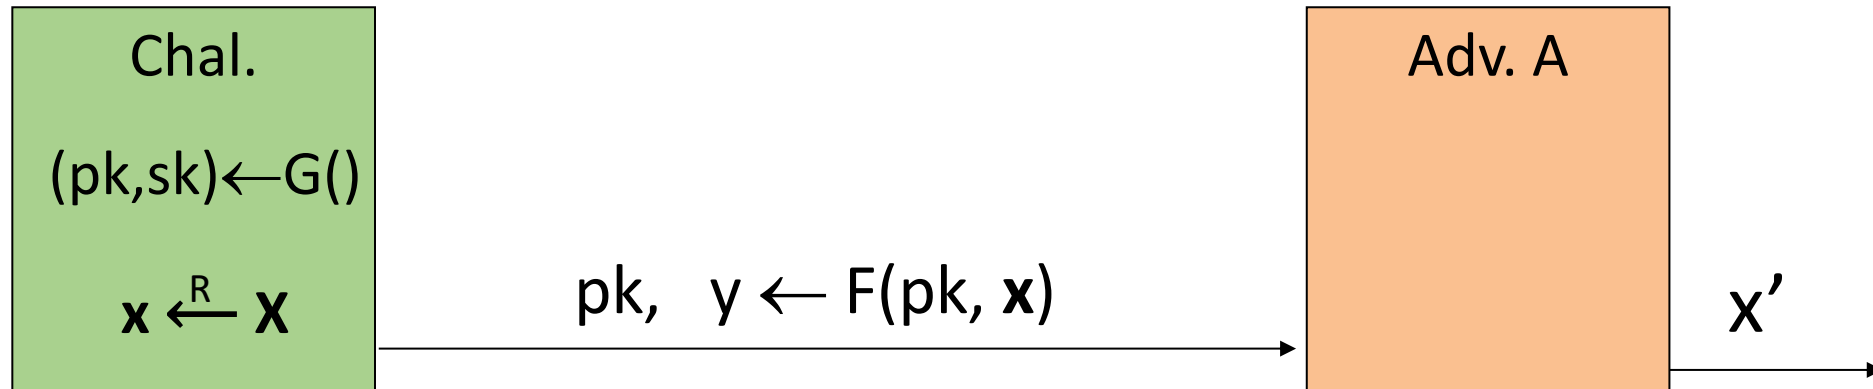 Chal.
(pk,sk)⟵G()
x ⟵R X
pk, y ⟵ F(pk, x)
Adv. A
x’